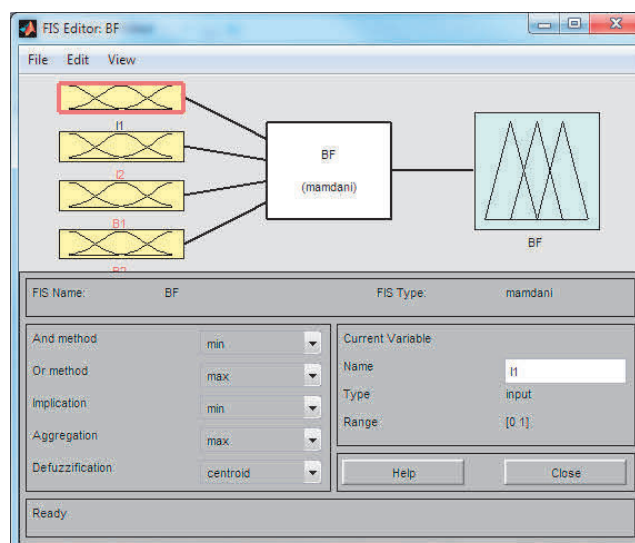 FIS Editor: BF
File Edit View
I1
I2
B1
B2
BF
(mamdani)
BF
FIS Name: BF FIS Type: mamdani
And method min
Or method max
Implication min
Aggregation max
Defuzzification centroid
Current Variable
Name I1
Type input
Range [0 1]
Help Close
Ready